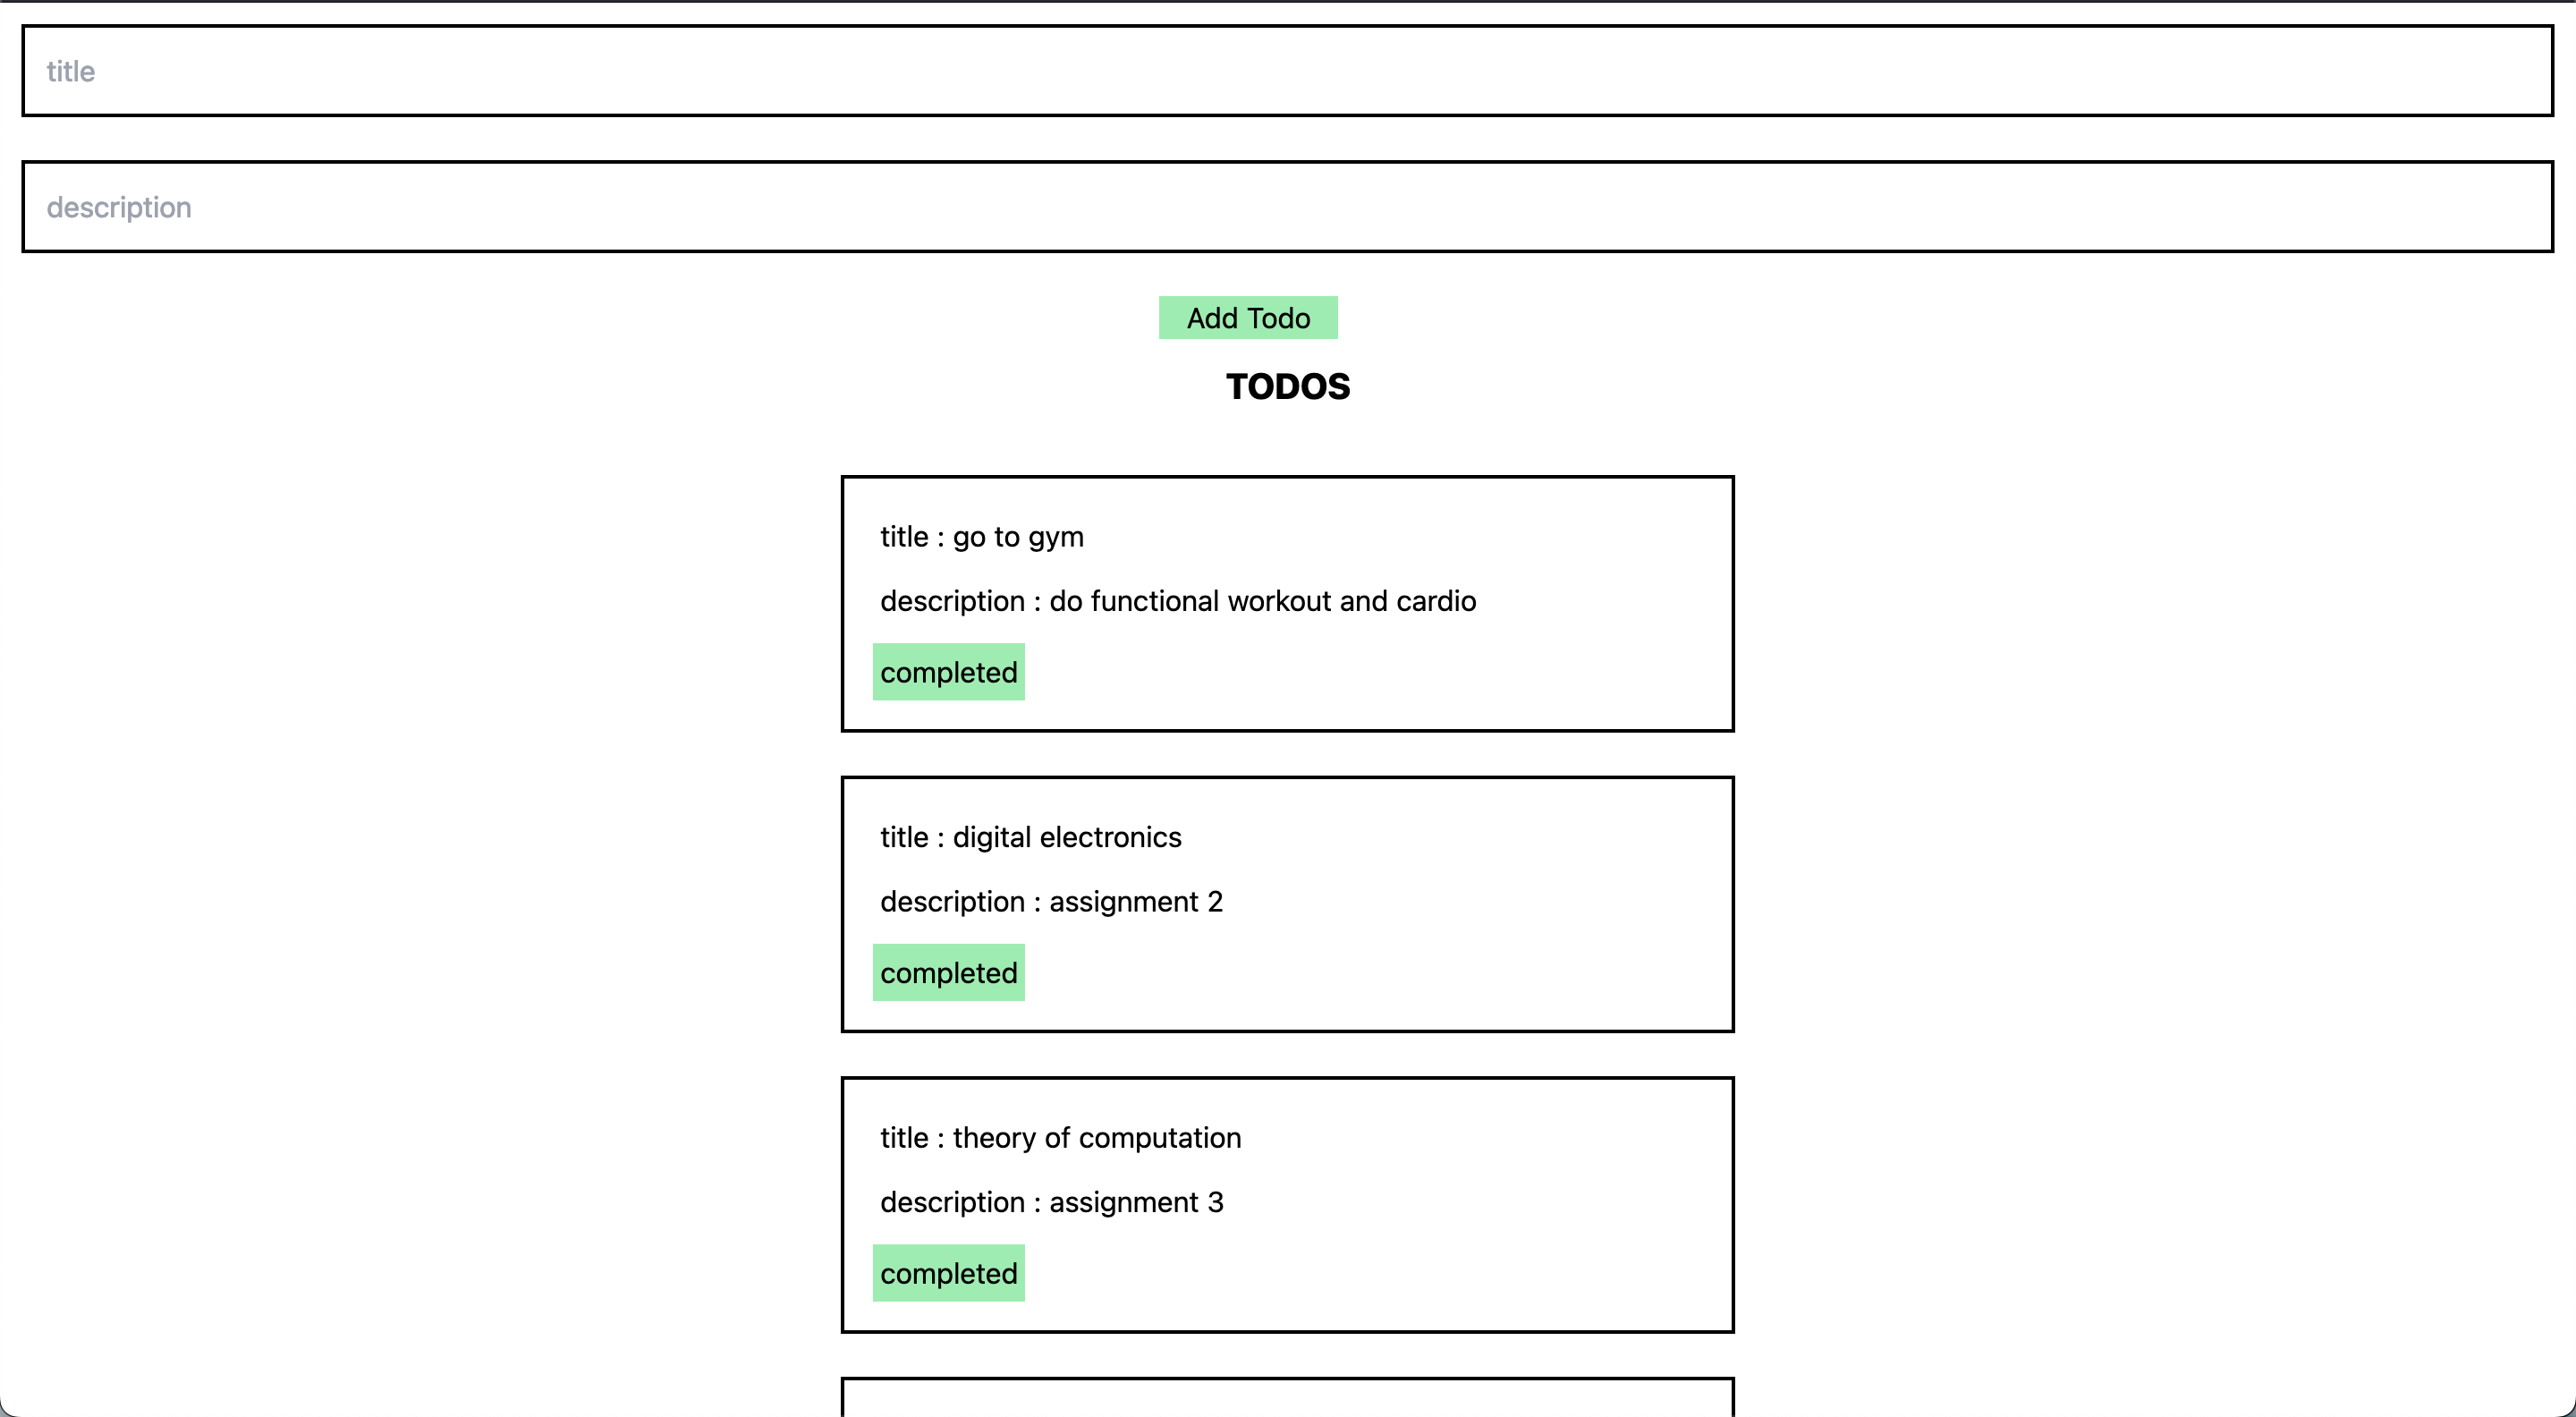 title
description
Add Todo
TODOS
title : go to gym
description : do functional workout and cardio
completed
title : digital electronics
description : assignment 2
completed
title : theory of computation
description : assignment 3
completed